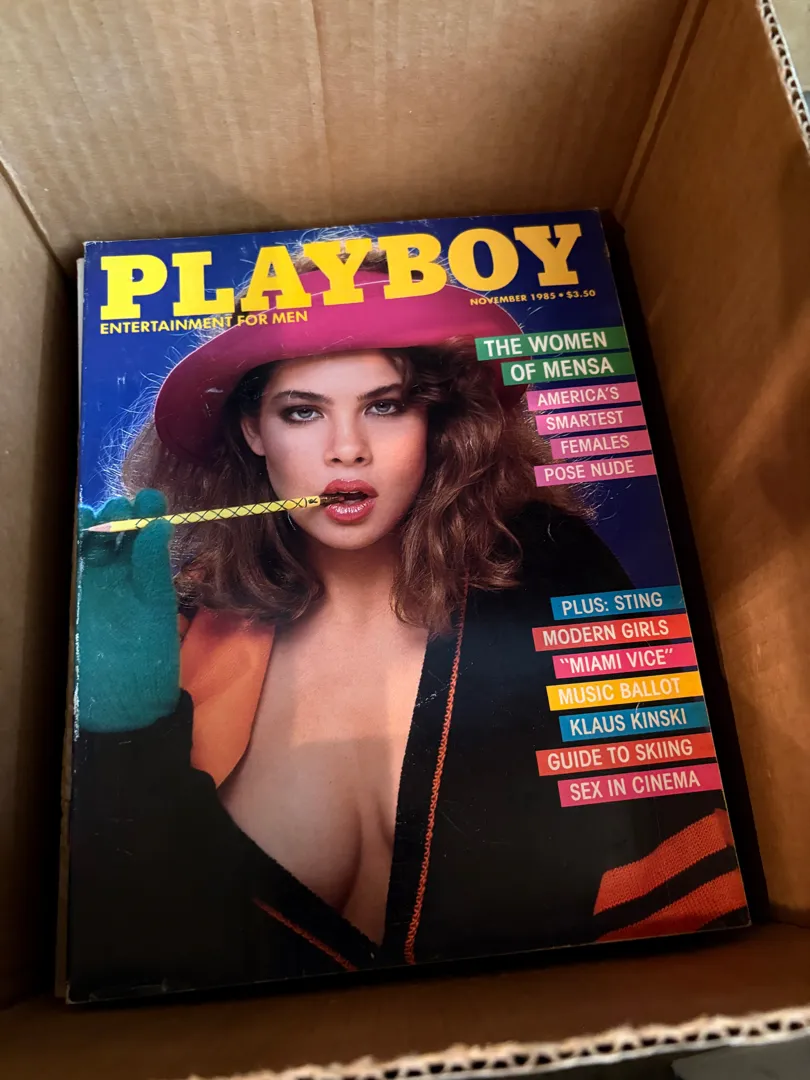 PLAYBOY
ENTERTAINMENT FOR MEN
NOVEMBER 1985 • $3.50
THE WOMEN
OF MENSA
AMERICA'S
SMARTEST
FEMALES
POSE NUDE
PLUS: STING
MODERN GIRLS
"MIAMI VICE"
MUSIC BALLOT
KLAUS KINSKI
GUIDE TO SKIING
SEX IN CINEMA